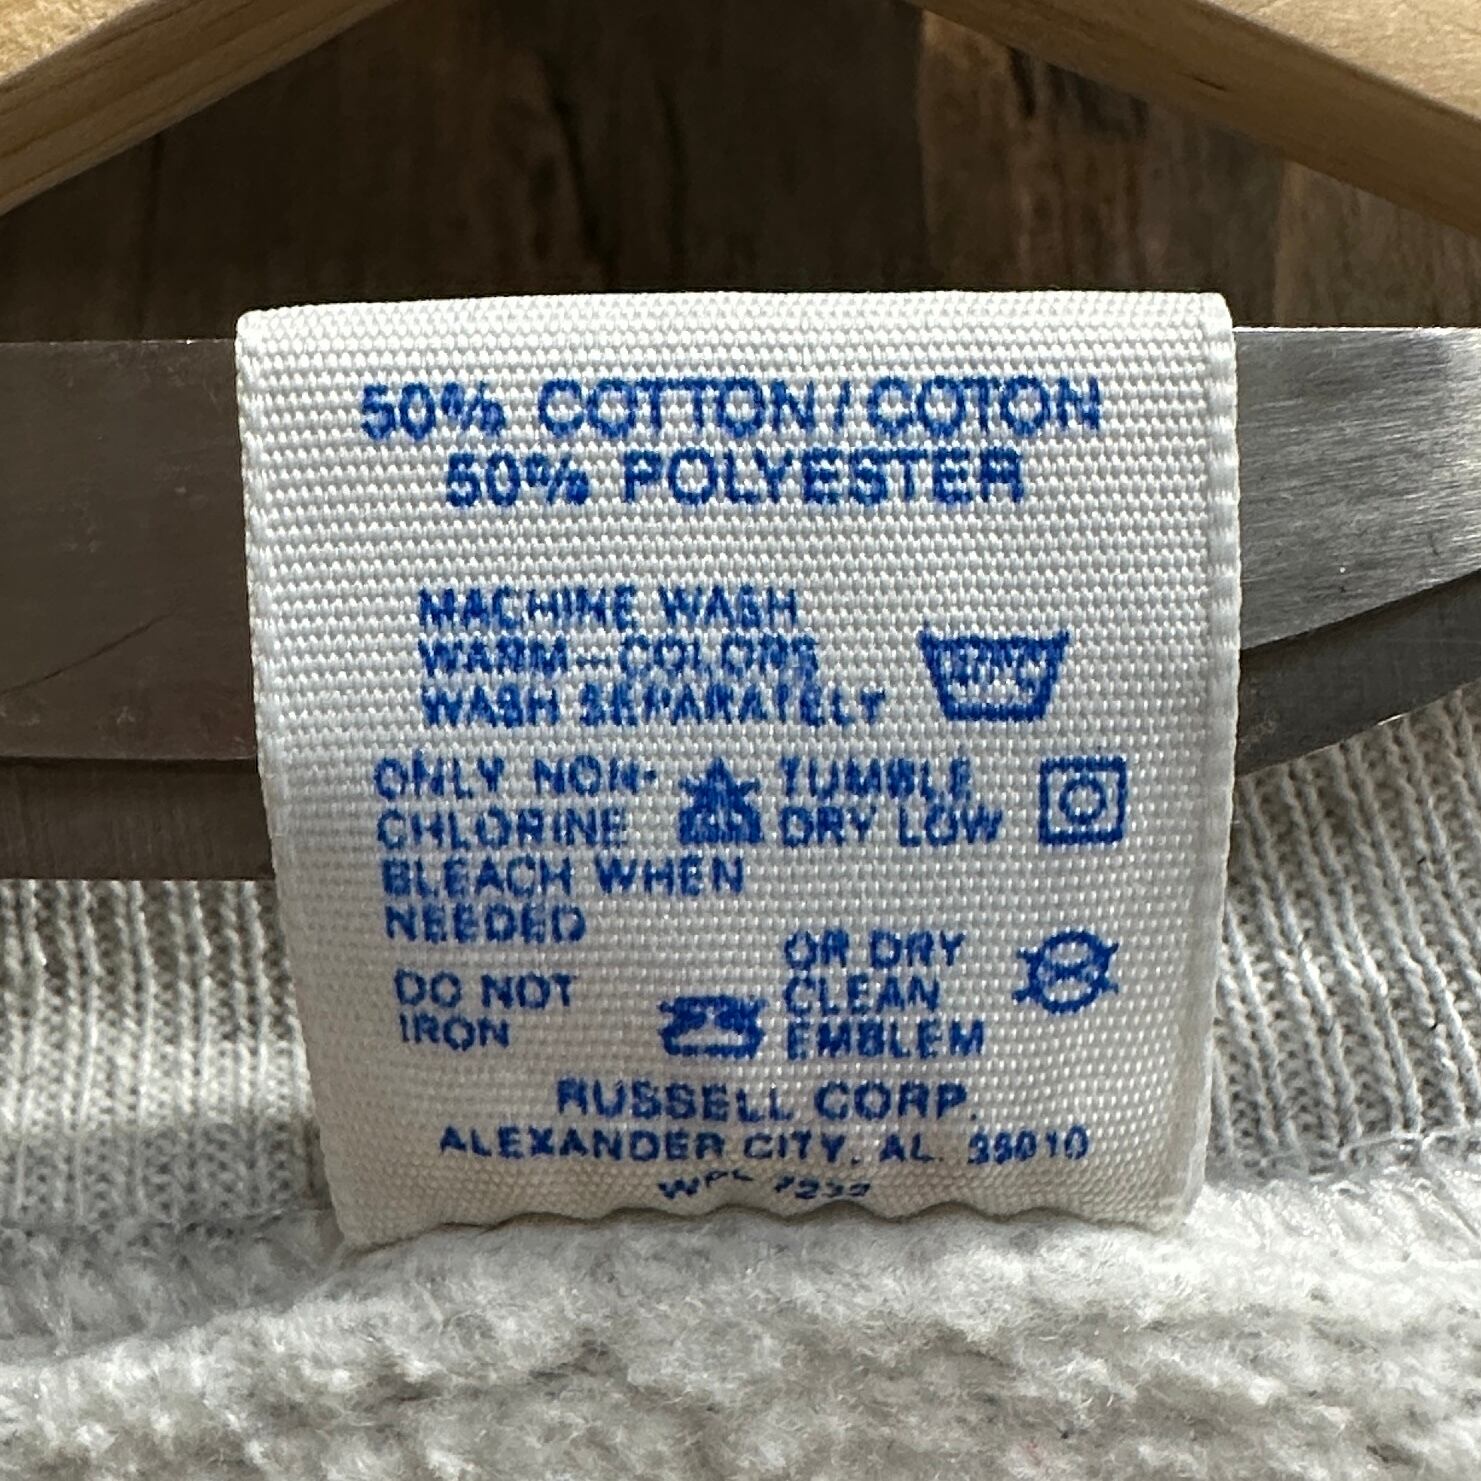 50% COTTON/COTON
50% POLYESTER
MACHINE WASH
WARM-COLORS
WASH SEPARATELY
ONLY NON-
CHLORINE
BLEACH WHEN
NEEDED
TUMBLE
DRY LOW
DO NOT
IRON
OR DRY
CLEAN
EMBLEM
RUSSELL CORP.
ALEXANDER CITY, AL. 35010
WPL